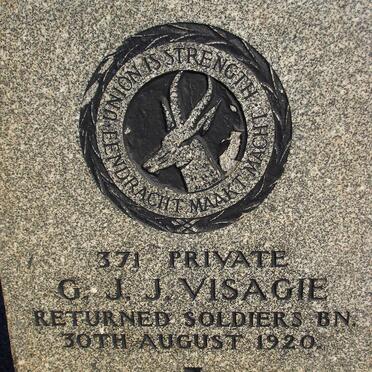 UNION IS STRENGTH
EENDRACHT MAAKT MACHT
371 PRIVATE
G. J. J. VISAGIE
RETURNED SOLDIERS BN.
30TH AUGUST 1920.